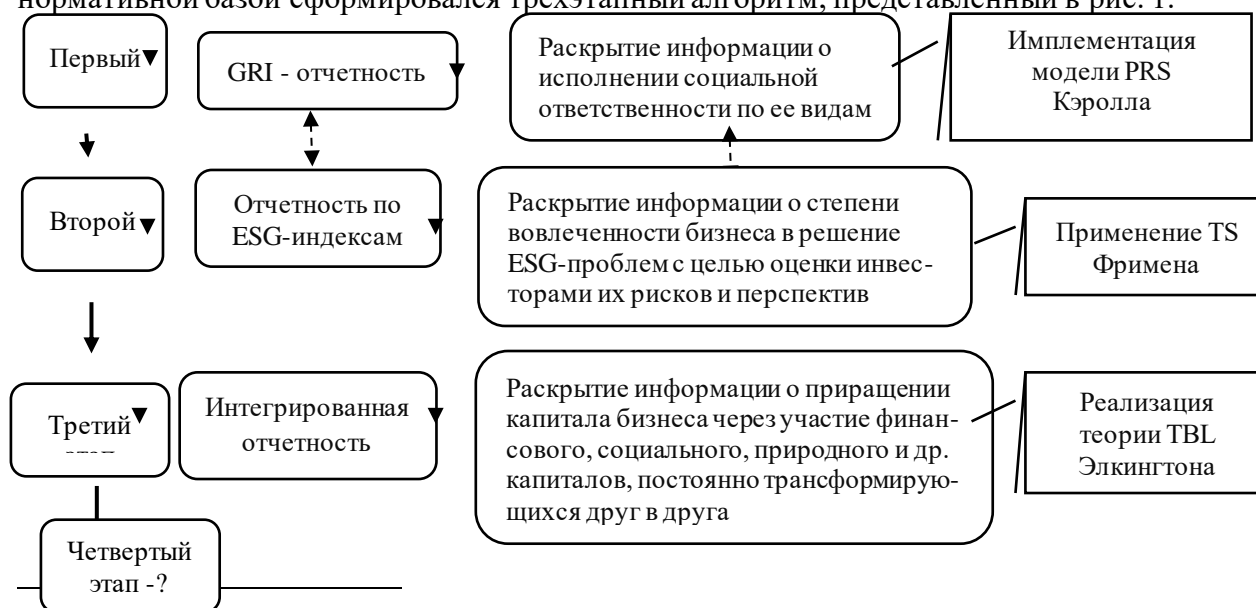 нормативной базой сформировался трехэтапный алгоритм, представленный в рис. 1.
Первый
GRI - отчетность
Раскрытие информации о
исполнении социальной
ответственности по ее видам
Имплементация
модели PRS
Кэролла
Второй
Отчетность по
ESG-индексам
Раскрытие информации о степени
вовлеченности бизнеса в решение
ESG-проблем с целью оценки инвес-
торами их рисков и перспектив
Применение TS
Фримена
Третий
Интегрированная
отчетность
Раскрытие информации о приращении
капитала бизнеса через участие финан-
сового, социального, природного и др.
капиталов, постоянно трансформирую-
щихся друг в друга
Реализация
теории TBL
Элкингтона
Четвертый
этап -?